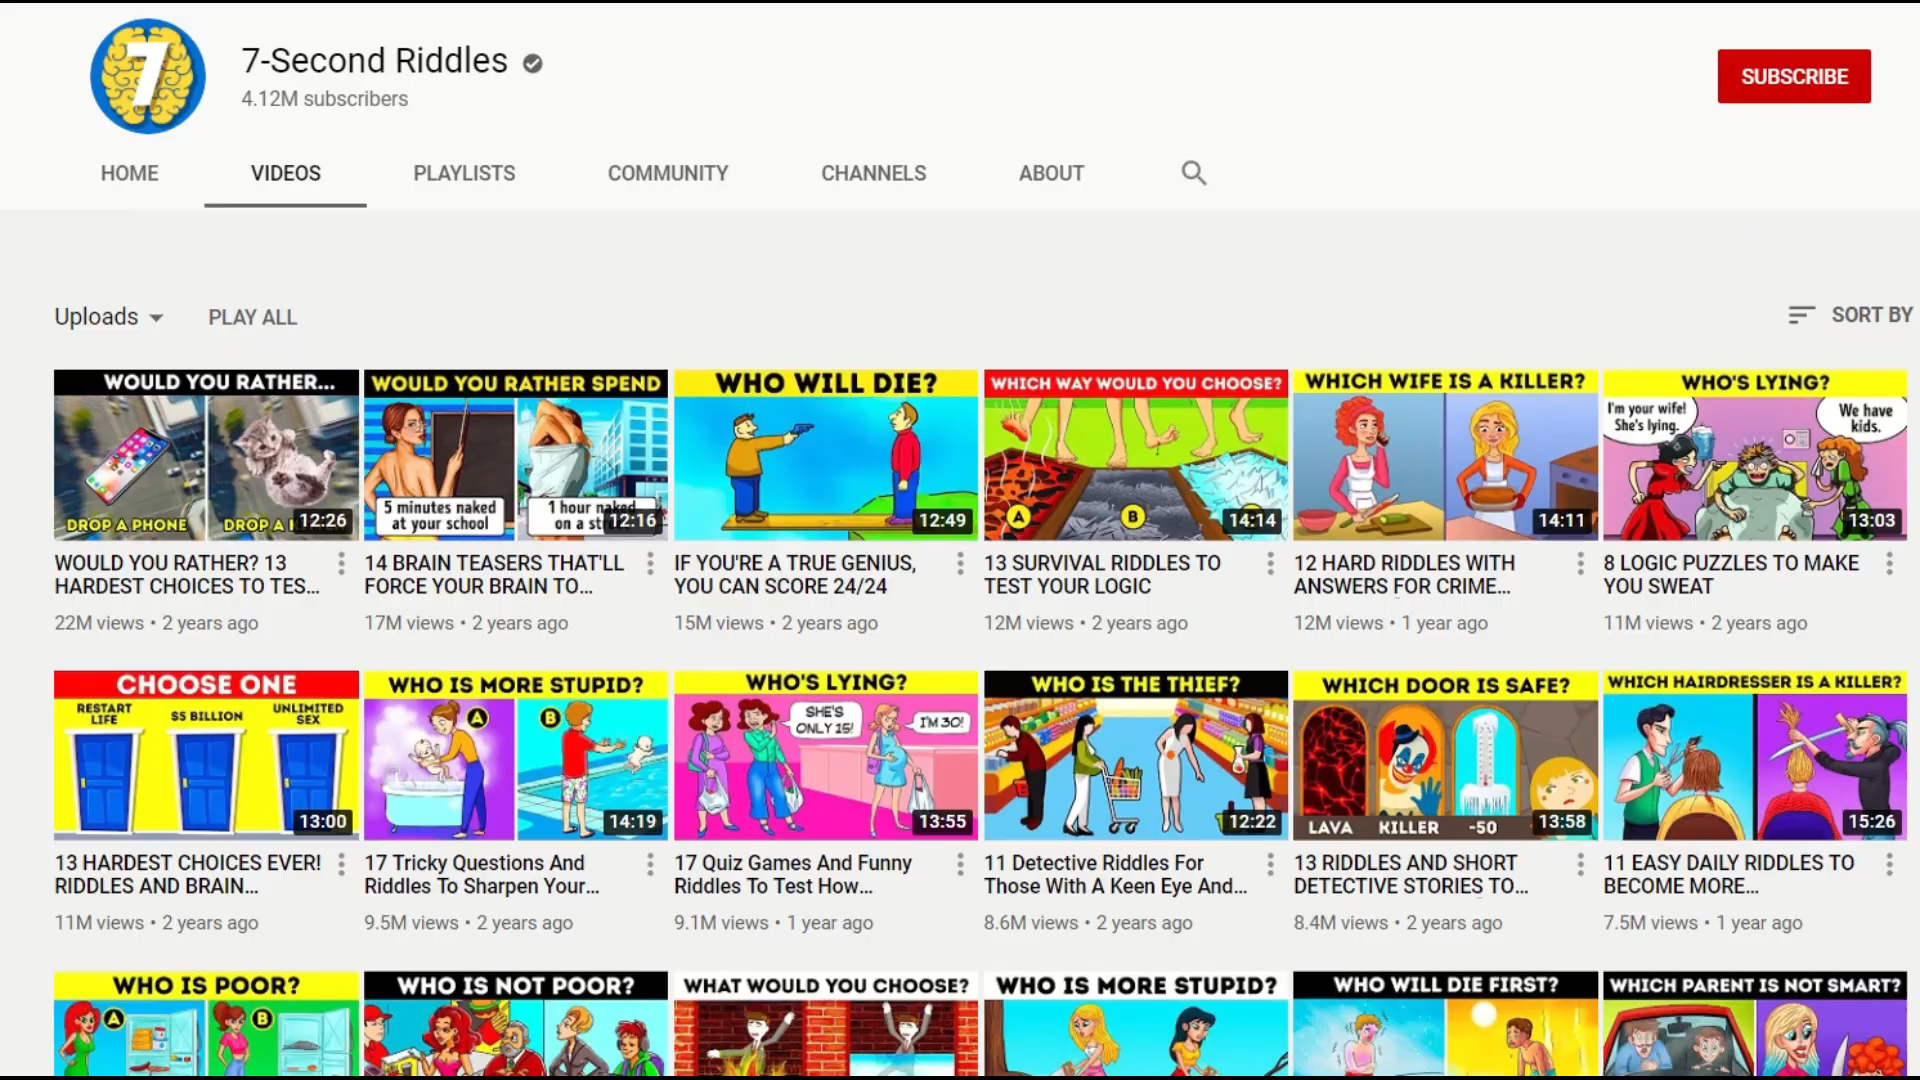 7
7-Second Riddles
4.12M subscribers
SUBSCRIBE
HOME VIDEOS PLAYLISTS COMMUNITY CHANNELS ABOUT
Uploads PLAY ALL SORT BY
WOULD YOU RATHER...
DROP A PHONE
DROP A
12:26
WOULD YOU RATHER? 13
HARDEST CHOICES TO TES...
22M views • 2 years ago
WOULD YOU RATHER SPEND
5 minutes naked
at your school
1 hour naked
on a
12:16
14 BRAIN TEASERS THAT'LL
FORCE YOUR BRAIN TO...
17M views • 2 years ago
WHO WILL DIE?
12:49
IF YOU'RE A TRUE GENIUS,
YOU CAN SCORE 24/24
15M views • 2 years ago
WHICH WAY WOULD YOU CHOOSE?
A
B
14:14
13 SURVIVAL RIDDLES TO
TEST YOUR LOGIC
12M views • 2 years ago
WHICH WIFE IS A KILLER?
14:11
12 HARD RIDDLES WITH
ANSWERS FOR CRIME...
12M views • 1 year ago
WHO'S LYING?
I'm your wife!
She's lying.
We have
kids.
13:03
8 LOGIC PUZZLES TO MAKE
YOU SWEAT
11M views • 2 years ago
CHOOSE ONE
RESTART
LIFE
$5 BILLION
UNLIMITED
SEX
13:00
13 HARDEST CHOICES EVER!
RIDDLES AND BRAIN...
11M views • 2 years ago
WHO IS MORE STUPID?
A
B
14:19
17 Tricky Questions And
Riddles To Sharpen Your...
9.5M views • 2 years ago
WHO'S LYING?
SHE'S
ONLY 15!
I'M 30!
13:55
17 Quiz Games And Funny
Riddles To Test How...
9.1M views • 1 year ago
WHO IS THE THIEF?
12:22
11 Detective Riddles For
Those With A Keen Eye And...
8.6M views • 2 years ago
WHICH DOOR IS SAFE?
LAVA
KILLER
-50
13:58
13 RIDDLES AND SHORT
DETECTIVE STORIES TO...
8.4M views • 2 years ago
WHICH HAIRDRESSER IS A KILLER?
15:26
11 EASY DAILY RIDDLES TO
BECOME MORE...
7.5M views • 1 year ago
WHO IS POOR?
A
B
WHO IS NOT POOR?
WHAT WOULD YOU CHOOSE?
WHO IS MORE STUPID?
WHO WILL DIE FIRST?
WHICH PARENT IS NOT SMART?